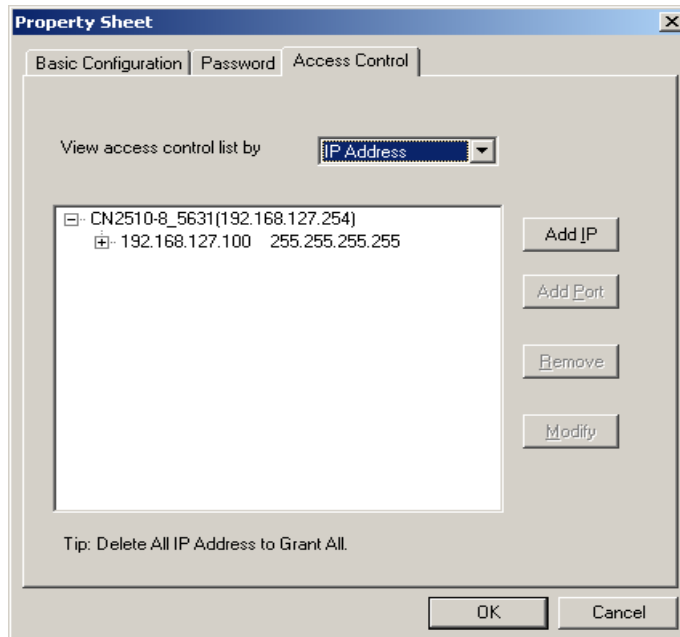 Property Sheet
Basic Configuration Password Access Control
View access control list by IP Address
CN2510-8_5631(192.168.127.254)
192.168.127.100 255.255.255.255
Add IP
Add Port
Remove
Modify
Tip: Delete All IP Address to Grant All.
OK Cancel